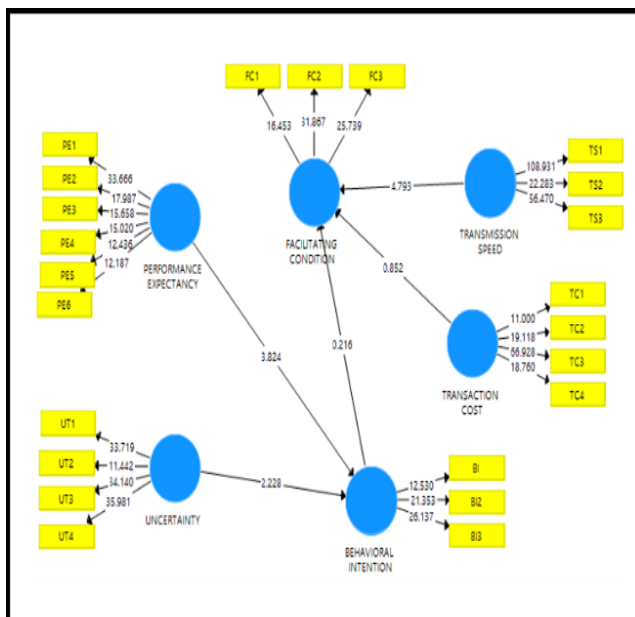 FC1
FC2
FC3
16.453
31.867
25.739
PE1
PE2
PE3
PE4
PE5
PE6
33.666
17.987
15.658
15.020
12.436
12.187
PERFORMANCE
EXPECTANCY
FACILITATING
CONDITION
4.793
TRANSMISSION
SPEED
108.931
22.283
56.470
TS1
TS2
TS3
0.852
TRANSACTION
COST
11.000
19.118
66.928
18.760
TC1
TC2
TC3
TC4
0.216
3.824
UT1
UT2
UT3
UT4
33.719
11.442
34.140
35.981
UNCERTAINTY
2.228
BEHAVIORAL
INTENTION
12.530
21.353
26.137
BI
BI2
BI3